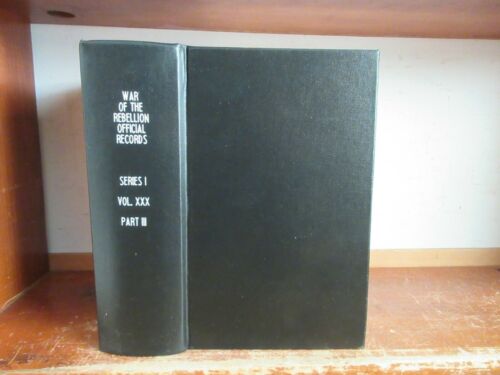 WAR
OF THE
REBELLION
OFFICIAL
RECORDS
SERIES I
VOL. XXX
PART III